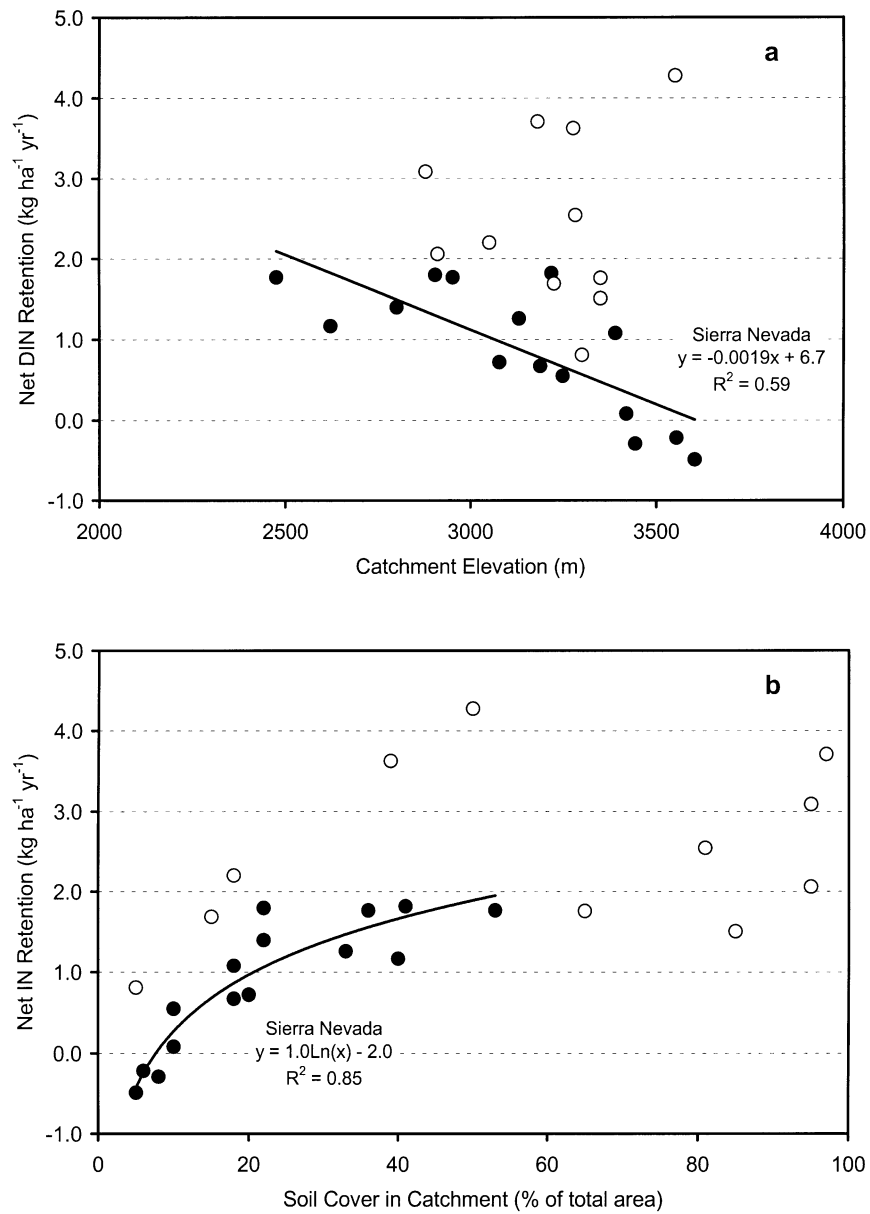 5.0
a
4.0
3.0
2.0
1.0
0.0
-1.0
Net DIN Retention (kg ha⁻¹ yr⁻¹)
Sierra Nevada
y = -0.0019x + 6.7
R² = 0.59
2000 2500 3000 3500 4000
Catchment Elevation (m)
5.0
b
4.0
3.0
2.0
1.0
0.0
-1.0
Net IN Retention (kg ha⁻¹ yr⁻¹)
Sierra Nevada
y = 1.0Ln(x) - 2.0
R² = 0.85
0 20 40 60 80 100
Soil Cover in Catchment (% of total area)